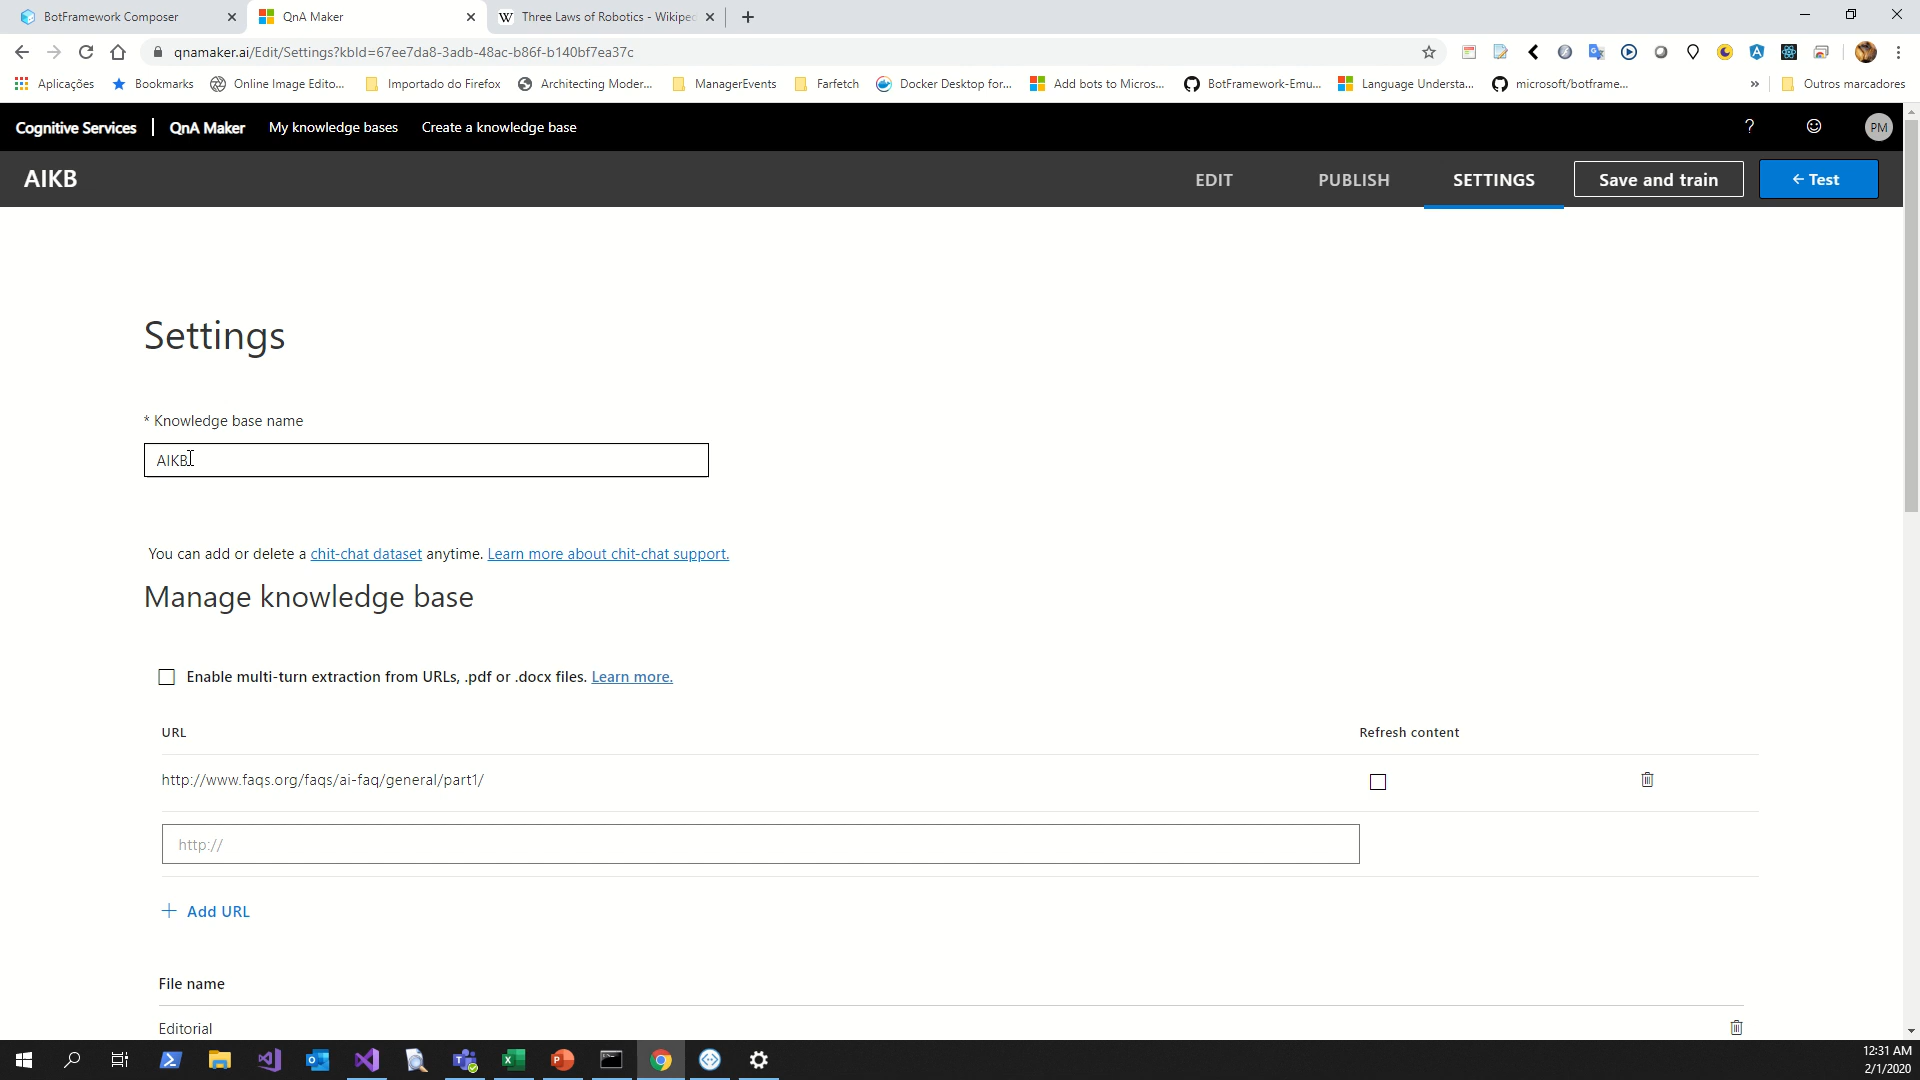 BotFramework Composer
QnA Maker
Three Laws of Robotics - Wikiped
qnamaker.ai/Edit/Settings?kbId=67ee7da8-3adb-48ac-b86f-b140bf7ea37c
Aplicações
Bookmarks
Online Image Edito...
Importado do Firefox
Architecting Moder...
ManagerEvents
Farfetch
Docker Desktop for...
Add bots to Micros...
BotFramework-Emu...
Language Understa...
microsoft/botframe...
»
Outros marcadores
Cognitive Services | QnA Maker My knowledge bases Create a knowledge base ? PM
AIKB EDIT PUBLISH SETTINGS Save and train ← Test
Settings
* Knowledge base name
AIKB
You can add or delete a chit-chat dataset anytime. Learn more about chit-chat support.
Manage knowledge base
Enable multi-turn extraction from URLs, .pdf or .docx files. Learn more.
URL Refresh content
http://www.faqs.org/faqs/ai-faq/general/part1/
http://
+ Add URL
File name
Editorial
12:31 AM
2/1/2020